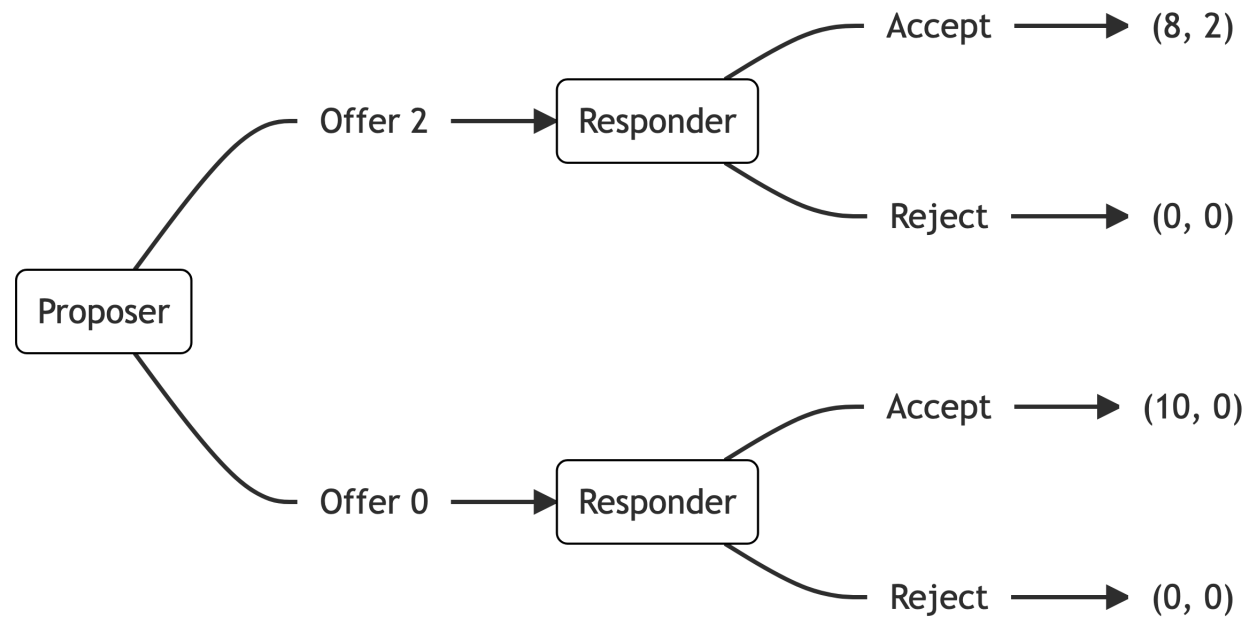 Accept
(8, 2)
Offer 2
Responder
Reject
(0, 0)
Proposer
Accept
(10, 0)
Offer 0
Responder
Reject
(0, 0)